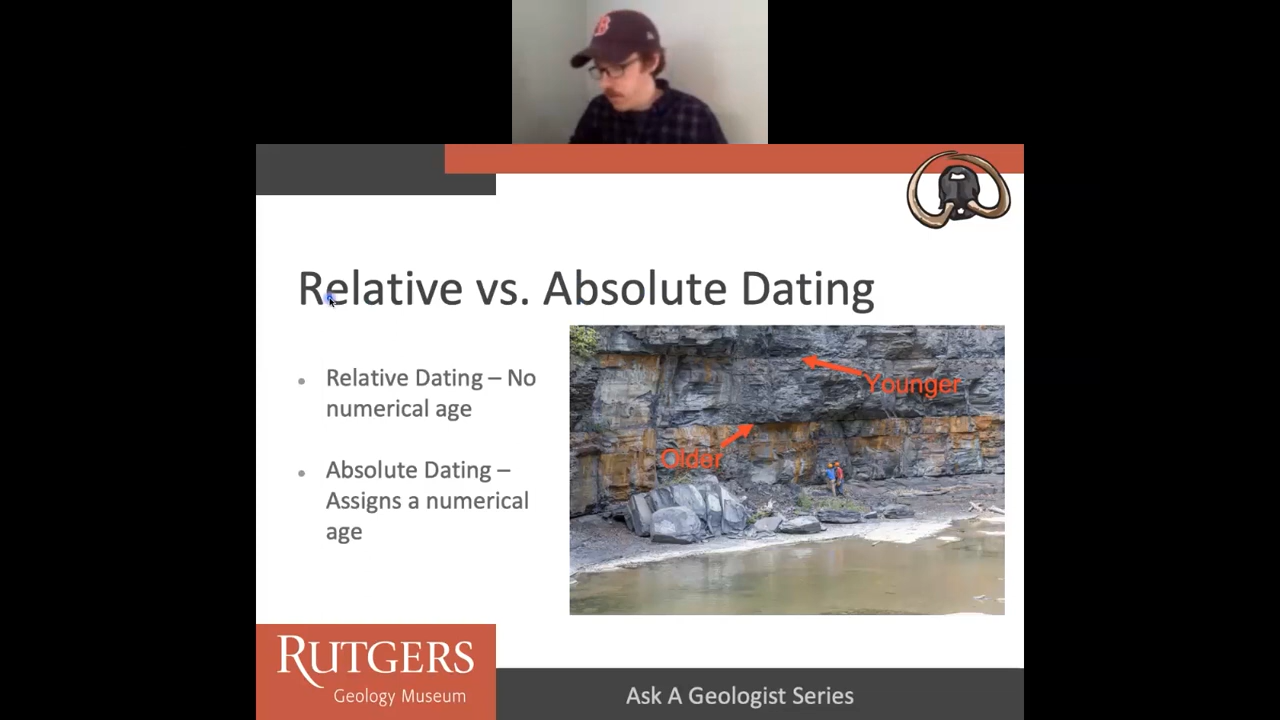 B
Relative vs. Absolute Dating
Relative Dating – No
numerical age
Absolute Dating –
Assigns a numerical
age
Younger
Older
RUTGERS
Geology Museum
Ask A Geologist Series